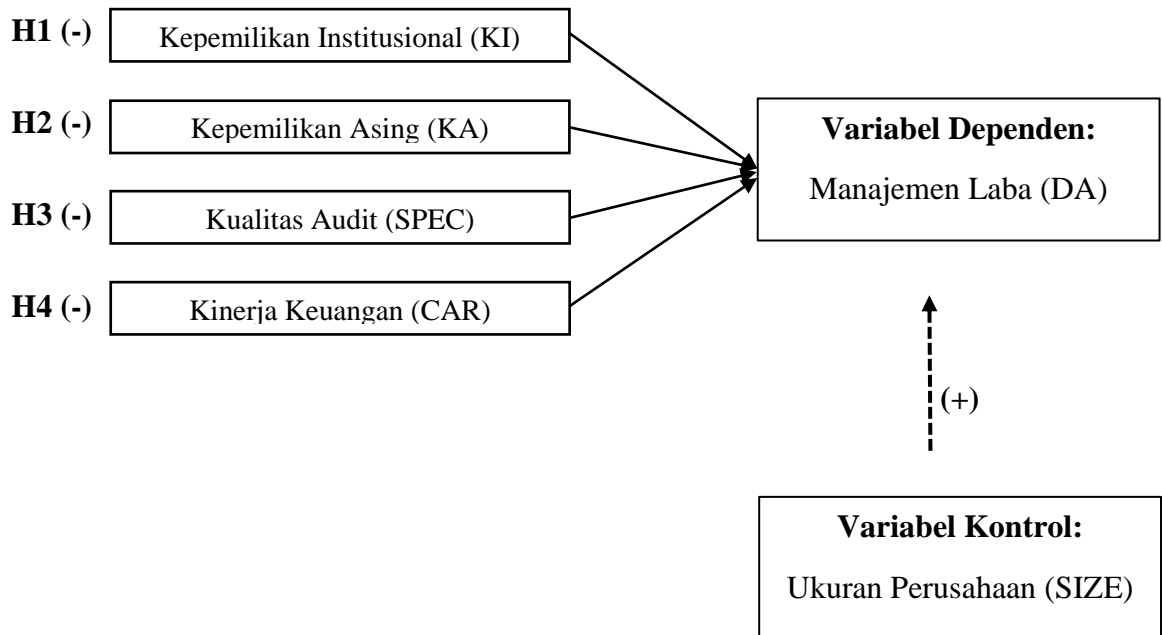 H1 (-) Kepemilikan Institusional (KI)
H2 (-) Kepemilikan Asing (KA)
H3 (-) Kualitas Audit (SPEC)
H4 (-) Kinerja Keuangan (CAR)
Variabel Dependen:
Manajemen Laba (DA)
(+)
Variabel Kontrol:
Ukuran Perusahaan (SIZE)